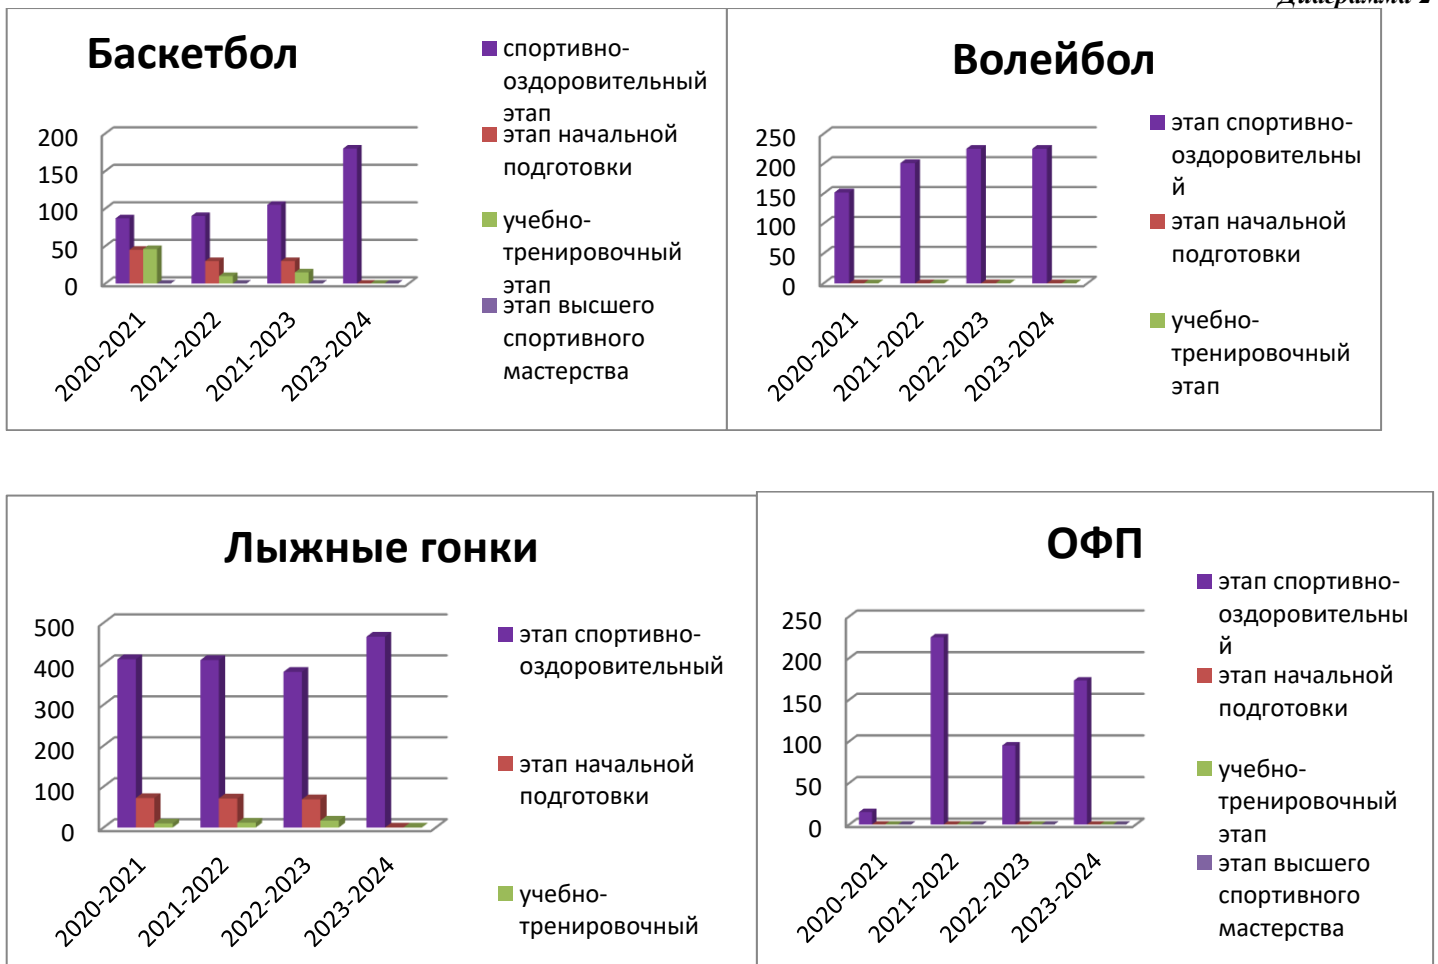 Диаграмма 2
Баскетбол
200
150
100
50
0
2020-2021
2021-2022
2021-2023
2023-2024
спортивно-
оздоровительный
этап
этап начальной
подготовки
учебно-
тренировочный
этап
этап высшего
спортивного
мастерства
Волейбол
250
200
150
100
50
0
2020-2021
2021-2022
2022-2023
2023-2024
этап спортивно-
оздоровительны
й
этап начальной
подготовки
учебно-
тренировочный
этап
Лыжные гонки
500
400
300
200
100
0
2020-2021
2021-2022
2022-2023
2023-2024
этап спортивно-
оздоровительный
этап начальной
подготовки
учебно-
тренировочный
ОФП
250
200
150
100
50
0
2020-2021
2021-2022
2022-2023
2023-2024
этап спортивно-
оздоровительны
й
этап начальной
подготовки
учебно-
тренировочный
этап
этап высшего
спортивного
мастерства